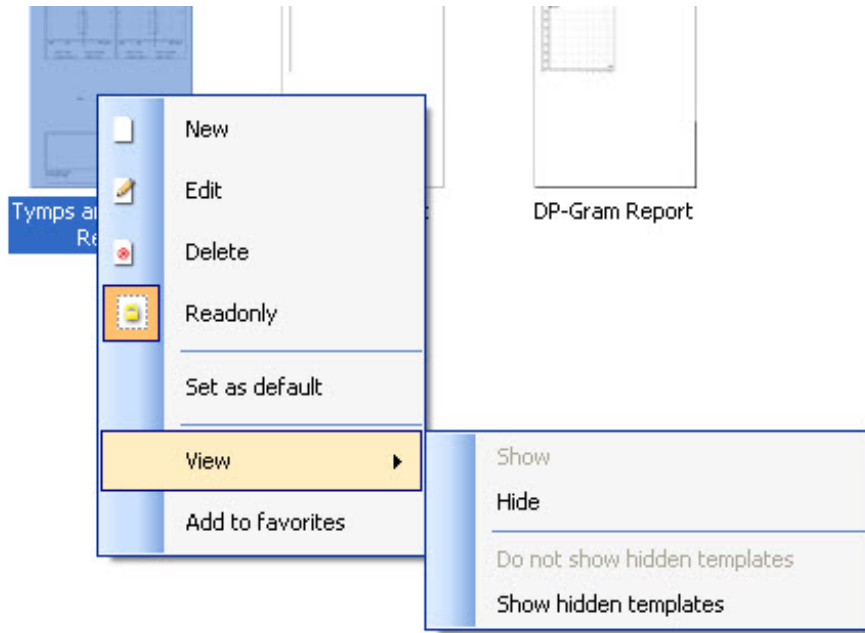 Tymps a
Re
DP-Gram Report
New
Edit
Delete
Readonly
Set as default
View
Add to favorites
Show
Hide
Do not show hidden templates
Show hidden templates